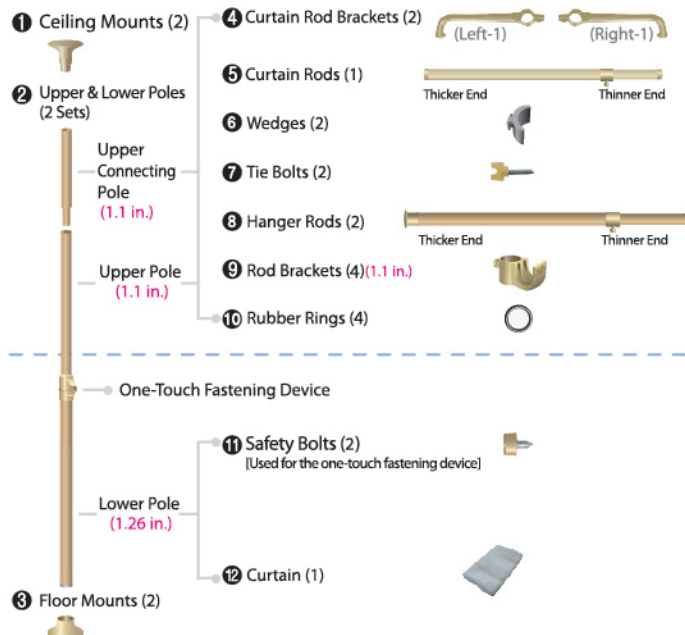 ❶ Ceiling Mounts (2)
❷ Upper & Lower Poles
(2 Sets)
Upper
Connecting
Pole
(1.1 in.)
Upper Pole
(1.1 in.)
❹ Curtain Rod Brackets (2)
(Left-1)
(Right-1)
❺ Curtain Rods (1)
Thicker End
Thinner End
❻ Wedges (2)
❼ Tie Bolts (2)
❽ Hanger Rods (2)
Thicker End
Thinner End
❾ Rod Brackets (4)(1.1 in.)
❿ Rubber Rings (4)
One-Touch Fastening Device
⓫ Safety Bolts (2)
[Used for the one-touch fastening device]
Lower Pole
(1.26 in.)
⓬ Curtain (1)
❸ Floor Mounts (2)